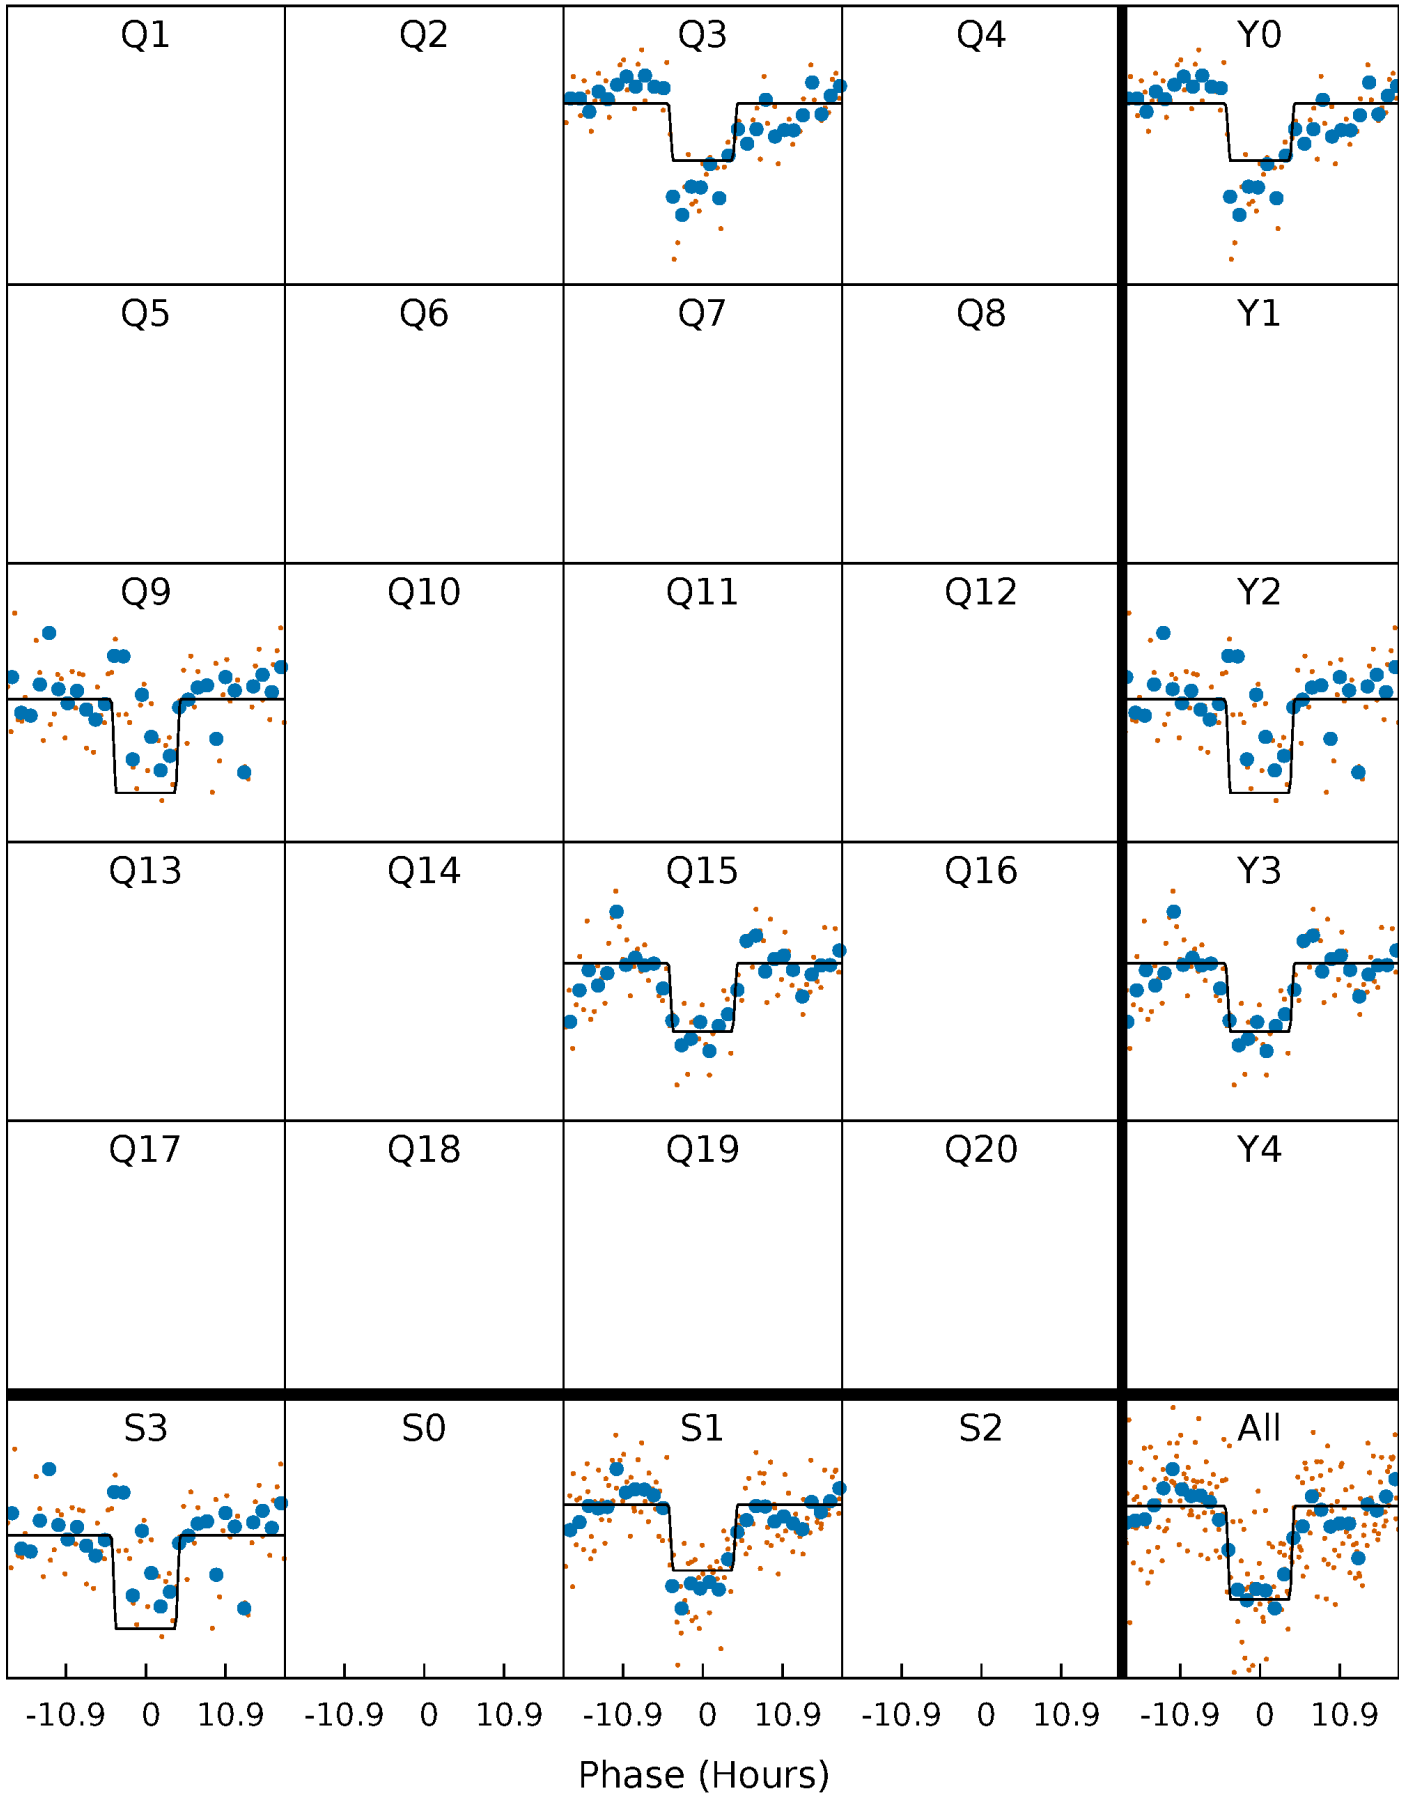 Q1 Q2 Q3 Q4 Y0
Q5 Q6 Q7 Q8 Y1
Q9 Q10 Q11 Q12 Y2
Q13 Q14 Q15 Q16 Y3
Q17 Q18 Q19 Q20 Y4
S3 S0 S1 S2 All
-10.9 0 10.9 -10.9 0 10.9 -10.9 0 10.9 -10.9 0 10.9 -10.9 0 10.9
Phase (Hours)